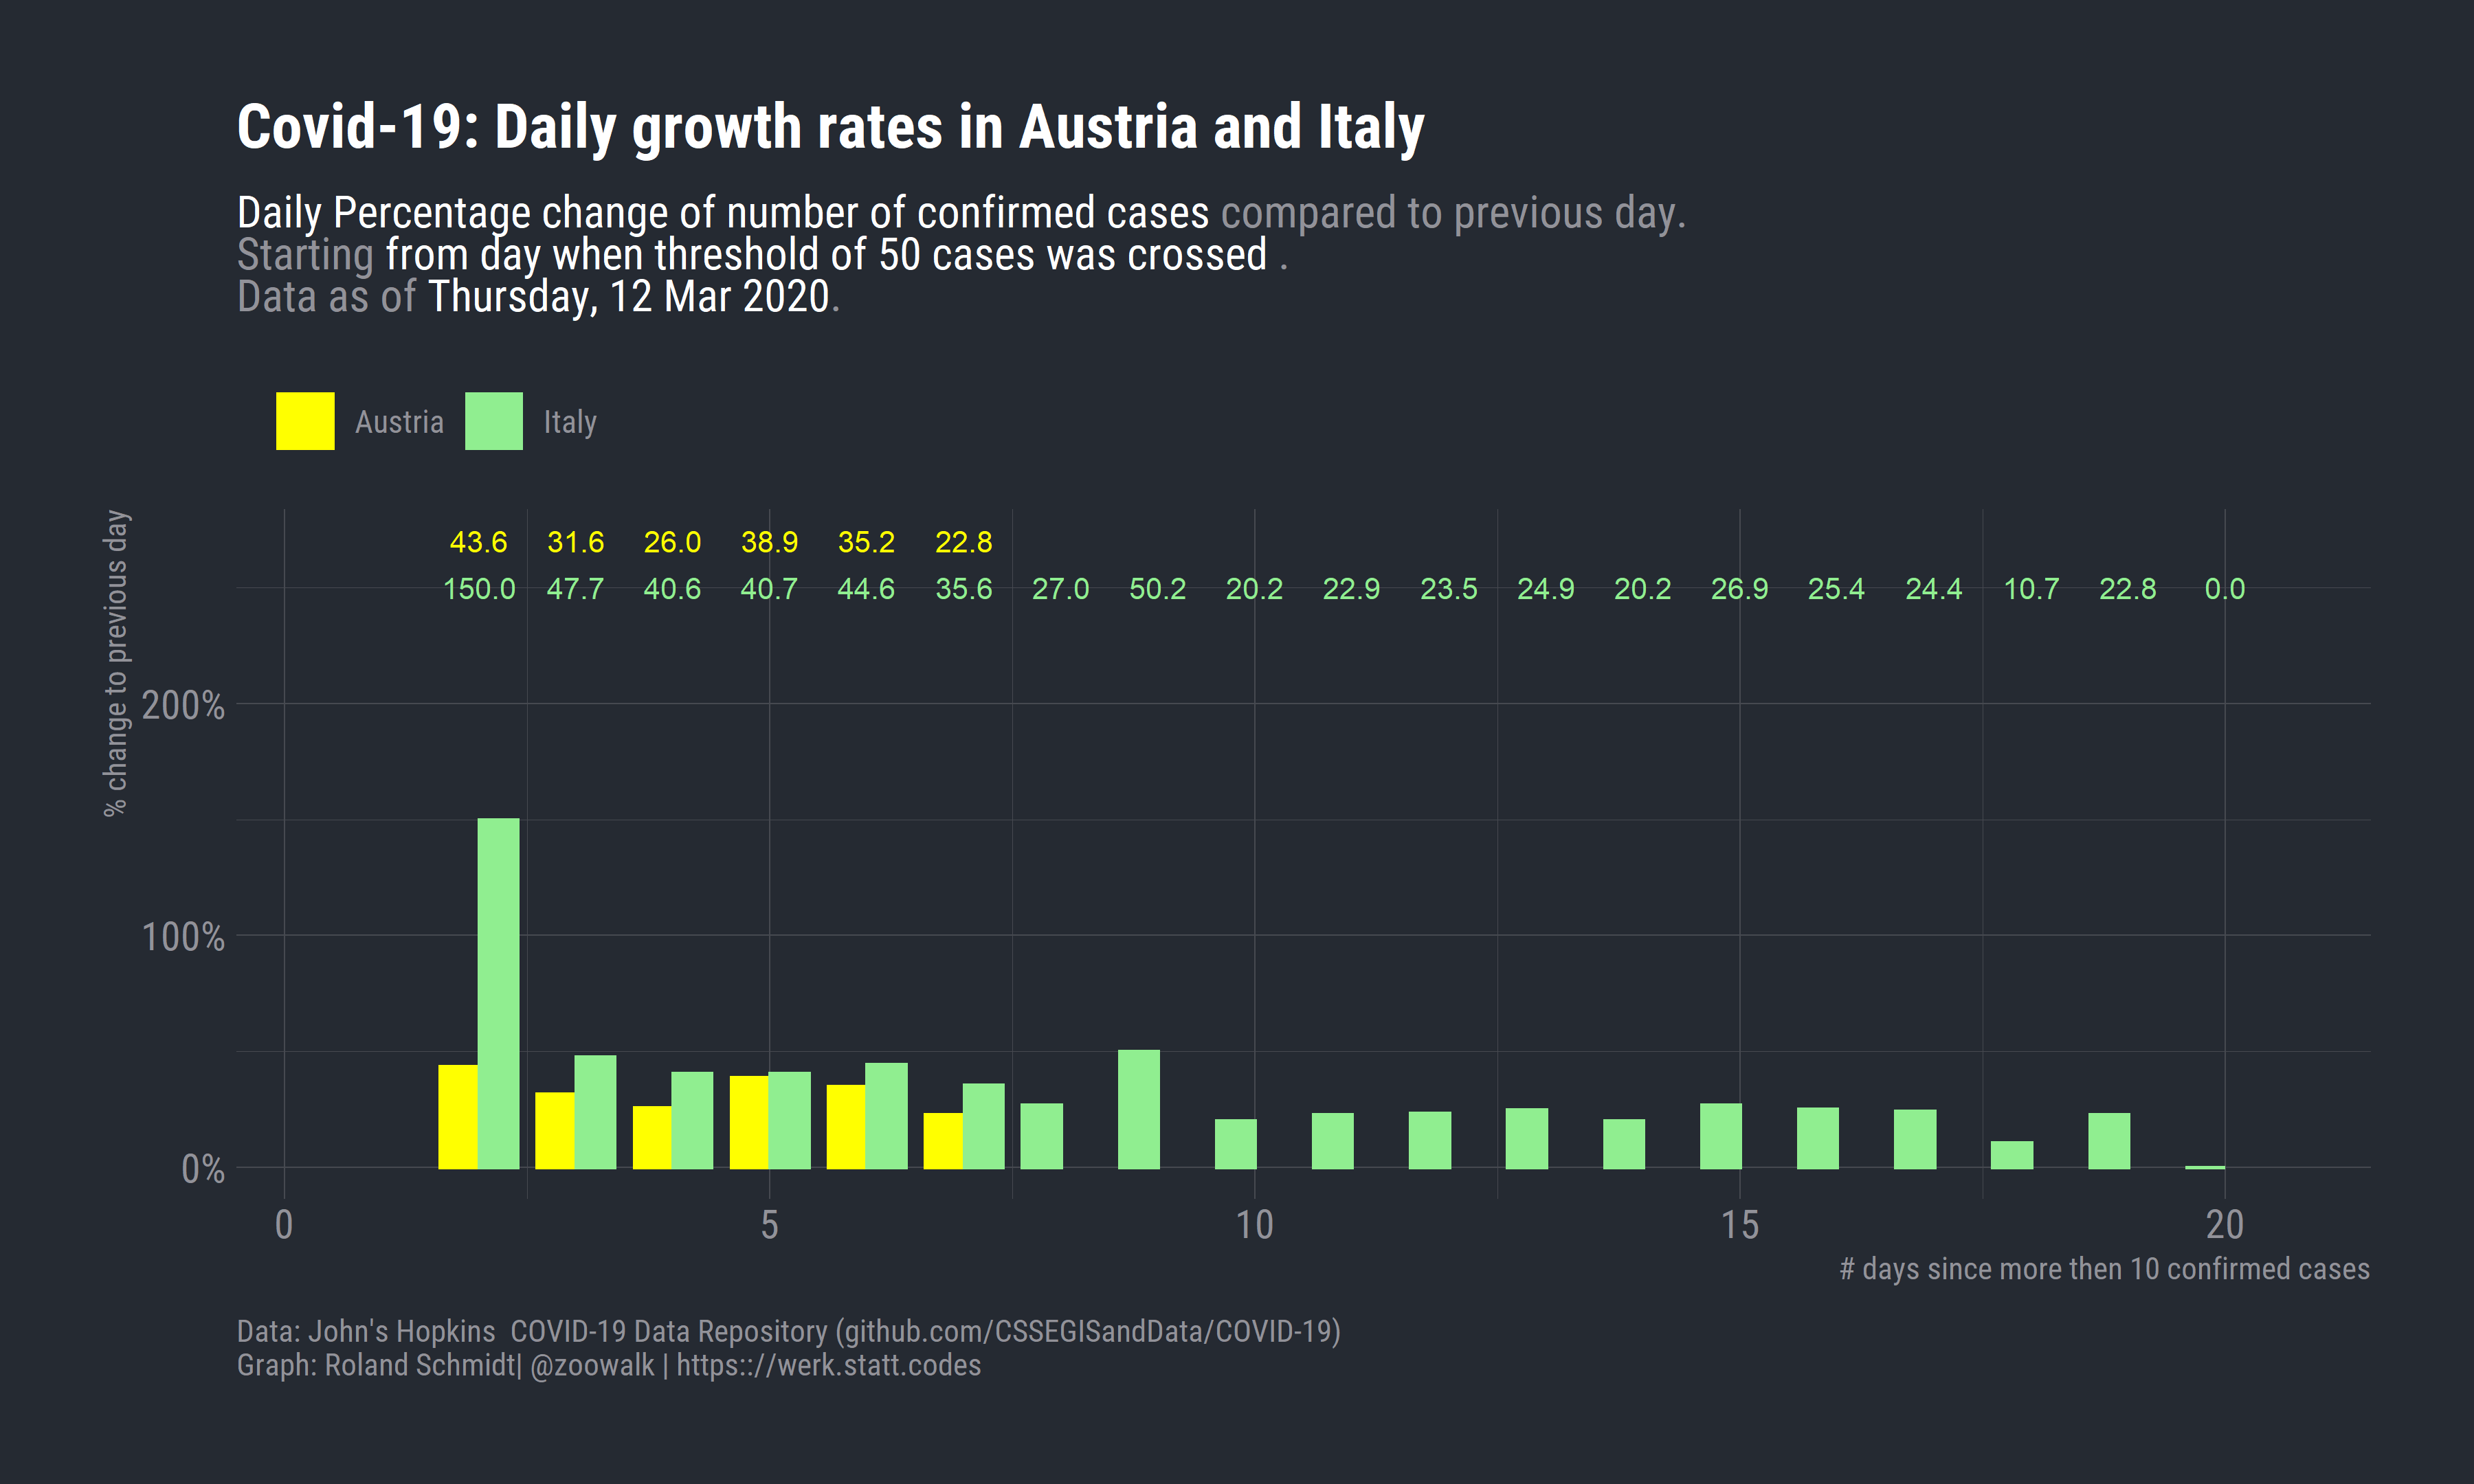 Covid-19: Daily growth rates in Austria and Italy
Daily Percentage change of number of confirmed cases compared to previous day.
Starting from day when threshold of 50 cases was crossed .
Data as of Thursday, 12 Mar 2020.
Austria Italy
% change to previous day
43.6 31.6 26.0 38.9 35.2 22.8
150.0 47.7 40.6 40.7 44.6 35.6 27.0 50.2 20.2 22.9 23.5 24.9 20.2 26.9 25.4 24.4 10.7 22.8 0.0
200%
100%
0%
0 5 10 15 20
# days since more then 10 confirmed cases
Data: John's Hopkins  COVID-19 Data Repository (github.com/CSSEGISandData/COVID-19)
Graph: Roland Schmidt| @zoowalk | https:://werk.statt.codes